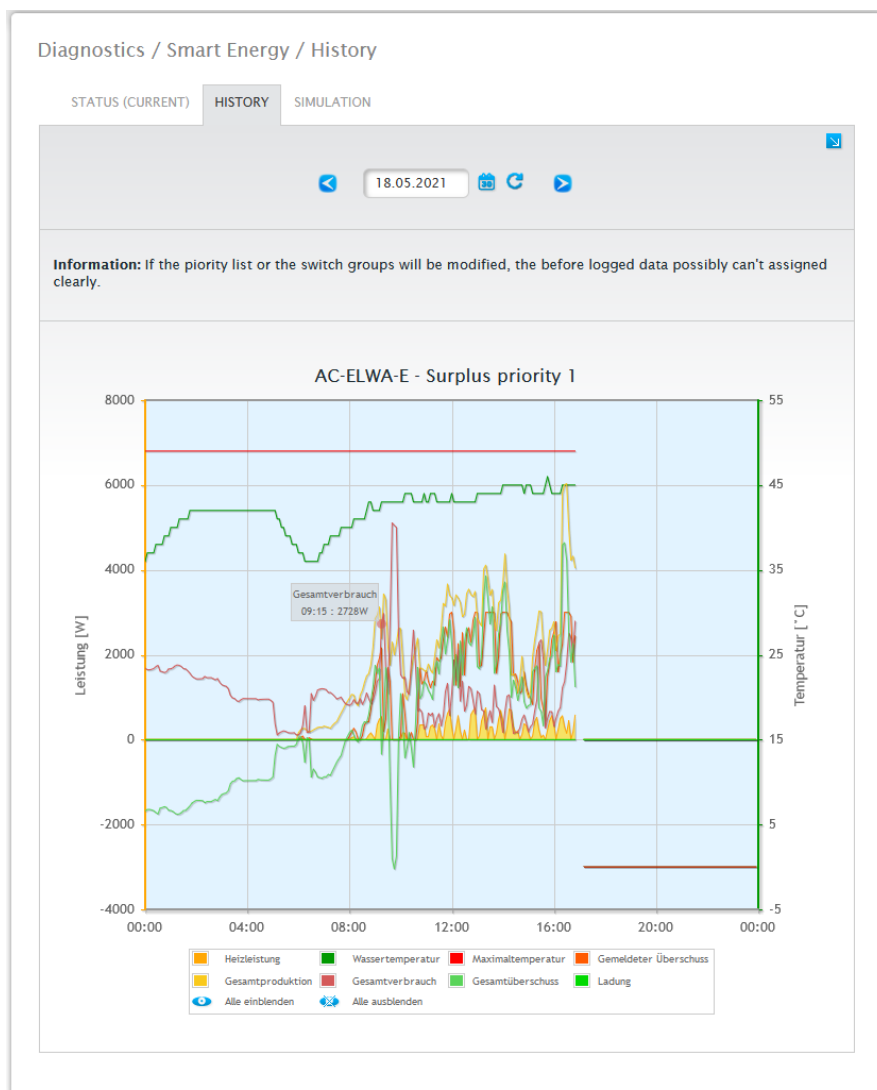 Diagnostics / Smart Energy / History
STATUS (CURRENT) HISTORY SIMULATION
18.05.2021 30
Information: If the piority list or the switch groups will be modified, the before logged data possibly can't assigned
clearly.
AC-ELWA-E - Surplus priority 1
8000 55
6000 45
4000 35
Gesamtverbrauch
09:15 : 2728W
Leistung [W] Temperatur [°C]
2000 25
0 15
-2000 5
-4000 -5
00:00 04:00 08:00 12:00 16:00 20:00 00:00
Heizleistung Wassertemperatur Maximaltemperatur Gemeldeter Überschuss
Gesamtproduktion Gesamtverbrauch Gesamtüberschuss Ladung
Alle einblenden Alle ausblenden